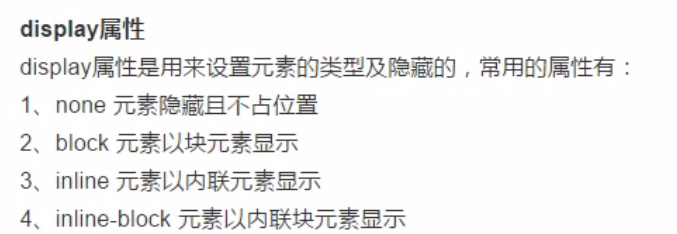 display属性
display属性是用来设置元素的类型及隐藏的，常用的属性有：
1、none 元素隐藏且不占位置
2、block 元素以块元素显示
3、inline 元素以内联元素显示
4、inline-block 元素以内联块元素显示